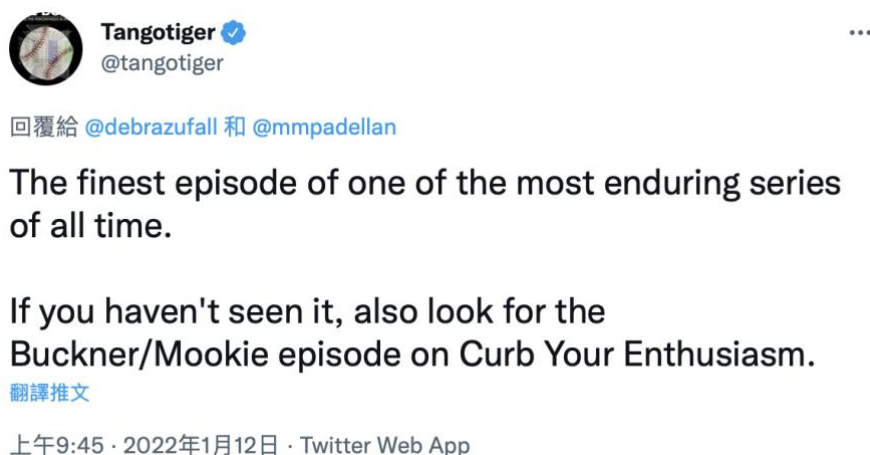 Tangotiger
@tangotiger
回覆給 @debrazufall 和 @mmpadellan
The finest episode of one of the most enduring series
of all time.
If you haven't seen it, also look for the
Buckner/Mookie episode on Curb Your Enthusiasm.
翻譯推文
上午9:45 · 2022年1月12日 · Twitter Web App